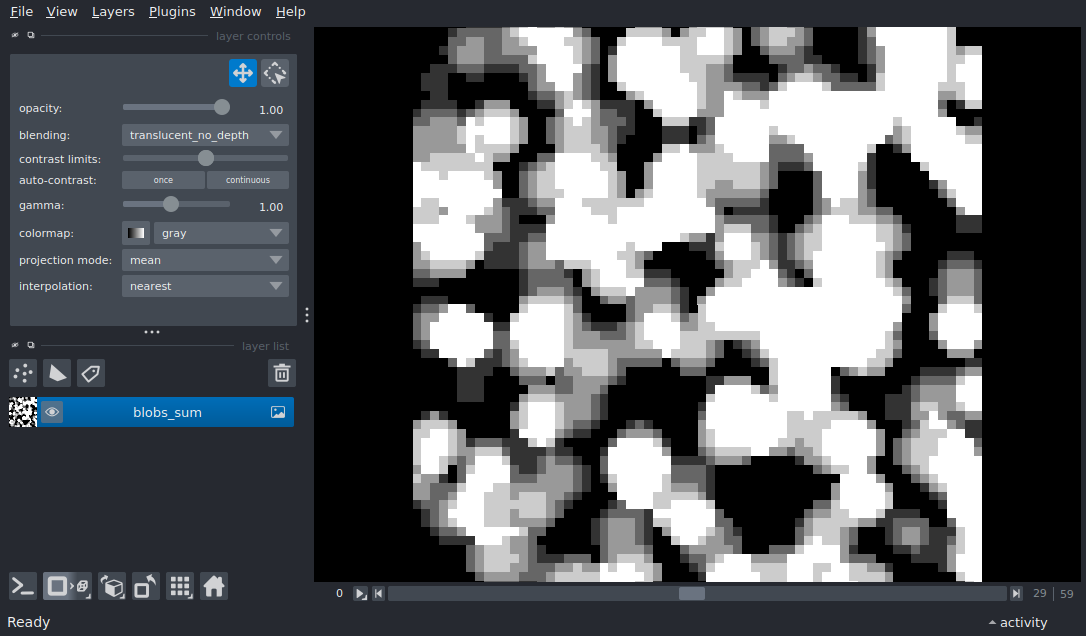 File View Layers Plugins Window Help
layer controls
opacity: 1.00
blending: translucent_no_depth
contrast limits:
auto-contrast: once continuous
gamma: 1.00
colormap: gray
projection mode: mean
interpolation: nearest
layer list
blobs_sum
0 29 59
Ready activity